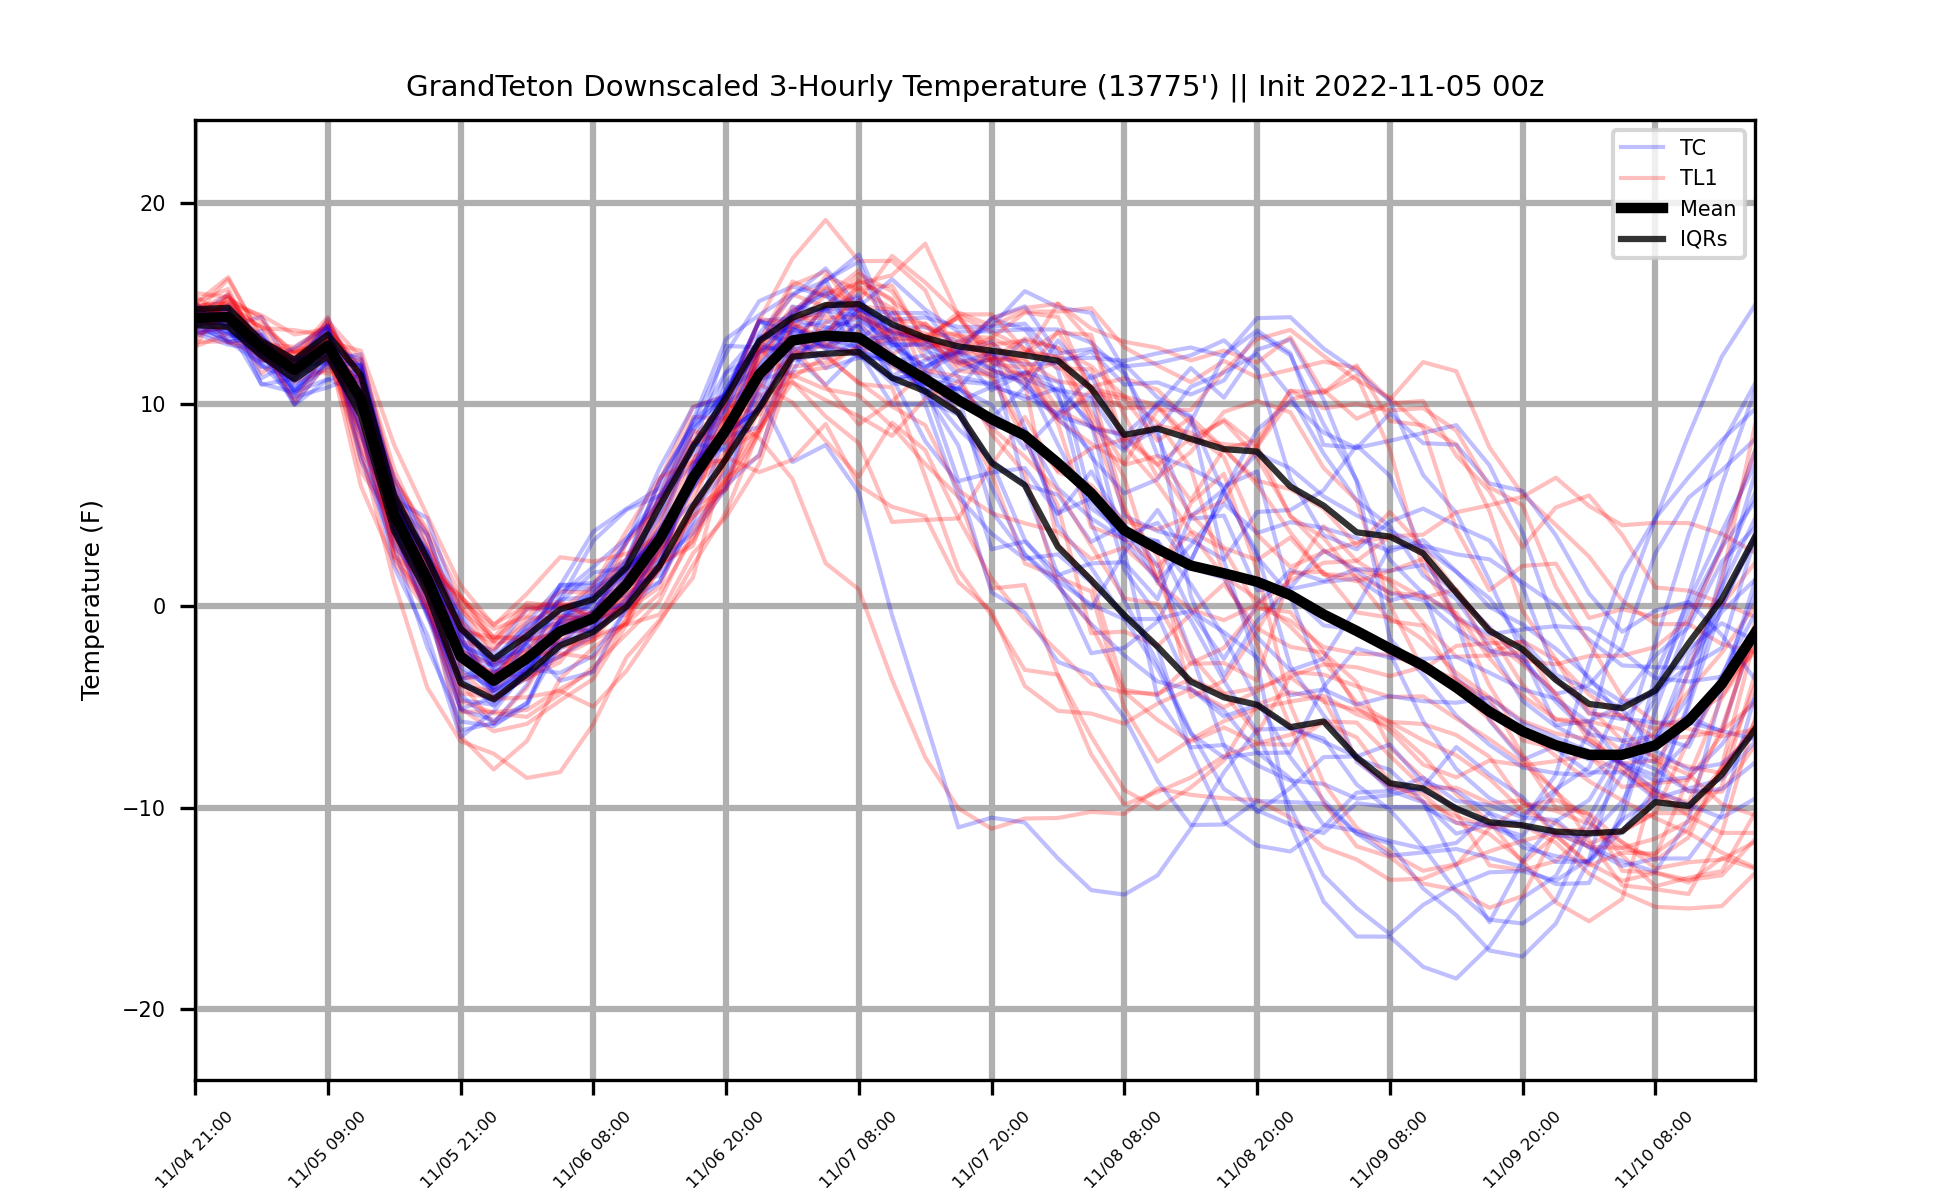 GrandTeton Downscaled 3-Hourly Temperature (13775') || Init 2022-11-05 00z
TC
TL1
Mean
IQRs
Temperature (F)
20
10
0
−10
−20
11/04 21:00
11/05 09:00
11/05 21:00
11/06 08:00
11/06 20:00
11/07 08:00
11/07 20:00
11/08 08:00
11/08 20:00
11/09 08:00
11/09 20:00
11/10 08:00